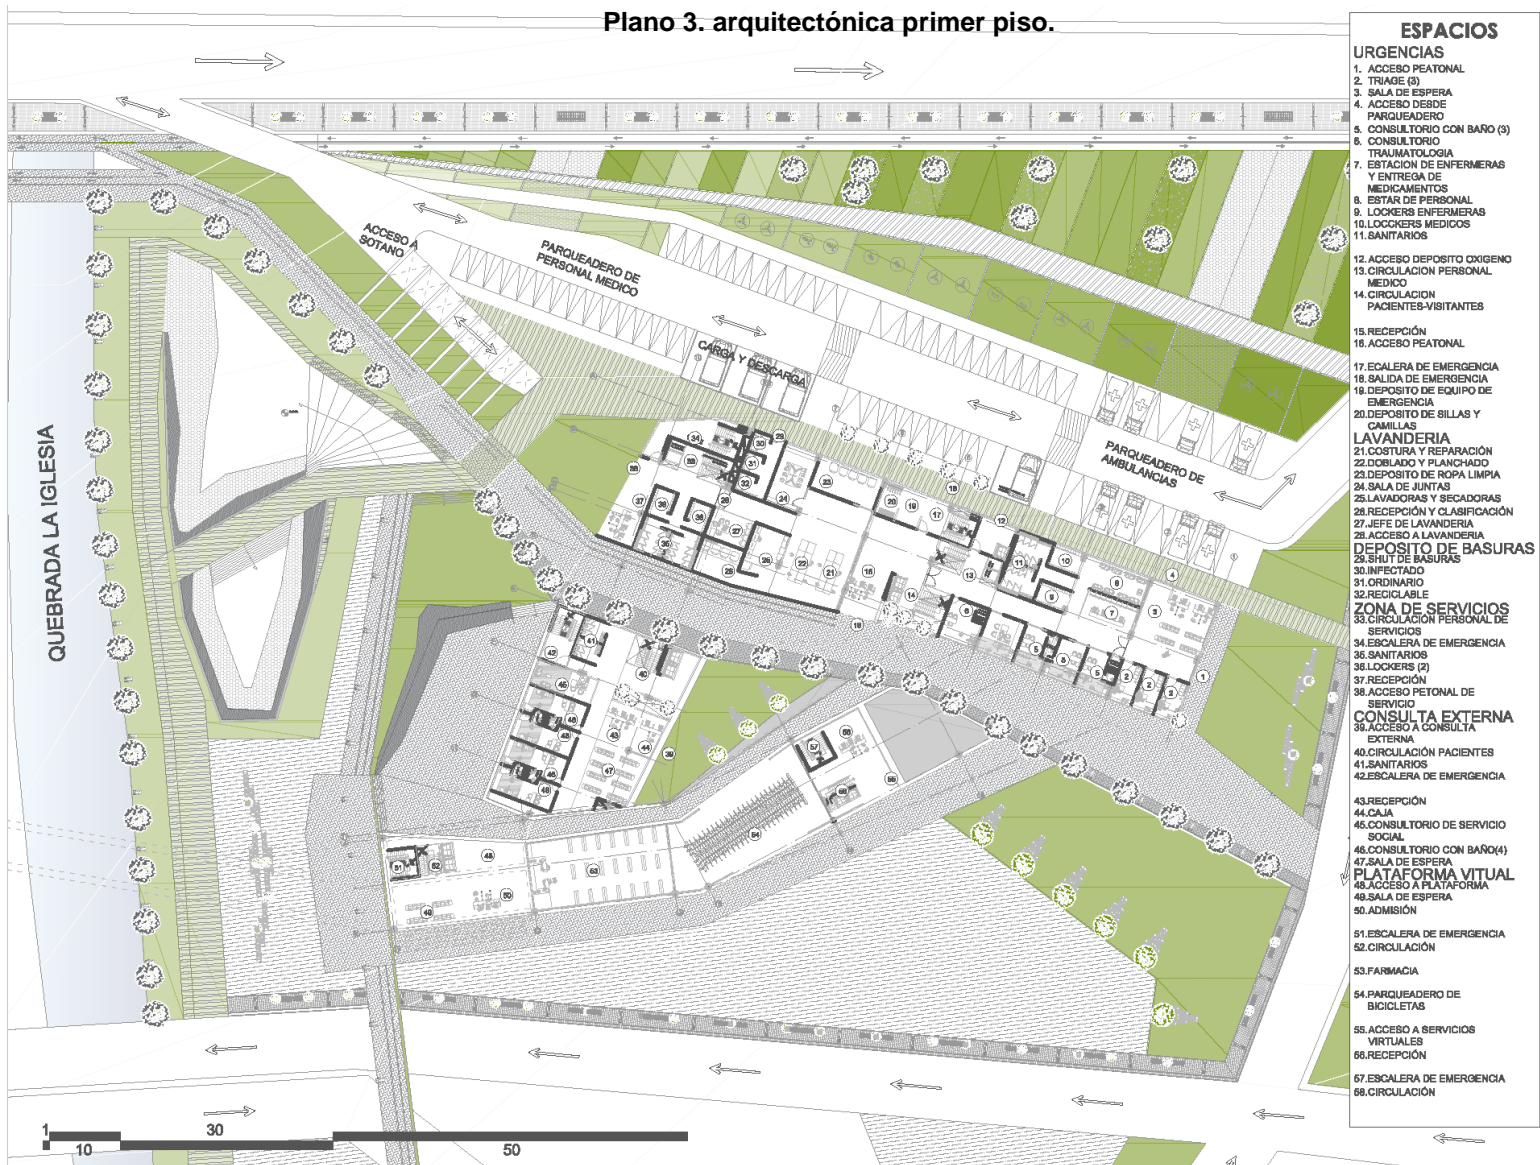 Plano 3. arquitectónica primer piso.
ESPACIOS
URGENCIAS
1. ACCESO PEATONAL
2. TRIAGE (3)
3. SALA DE ESPERA
4. ACCESO DESDE
PARQUEADERO
5. CONSULTORIO CON BAÑO (3)
6. CONSULTORIO
TRAUMATOLOGIA
7. ESTACION DE ENFERMERAS
Y ENTREGA DE
MEDICAMENTOS
8. ESTAR DE PERSONAL
9. LOCKERS ENFERMERAS
10. LOCCKERS MEDICOS
11. SANITARIOS
12. ACCESO DEPOSITO OXIGENO
13. CIRCULACION PERSONAL
MEDICO
14. CIRCULACION
PACIENTES-VISITANTES
15. RECEPCIÓN
16. ACCESO PEATONAL
17. ECALERA DE EMERGENCIA
18. SALIDA DE EMERGENCIA
19. DEPOSITO DE EQUIPO DE
EMERGENCIA
20. DEPOSITO DE SILLAS Y
CAMILLAS
LAVANDERIA
21. COSTURA Y REPARACIÓN
22. DOBLADO Y PLANCHADO
23. DEPOSITO DE ROPA LIMPIA
24. SALA DE JUNTAS
25. LAVADORAS Y SECADORAS
26. RECEPCIÓN Y CLASIFICACIÓN
27. JEFE DE LAVANDERIA
28. ACCESO A LAVANDERIA
DEPOSITO DE BASURAS
29. SHUT DE BASURAS
30. INFECTADO
31. ORDINARIO
32. RECICLABLE
ZONA DE SERVICIOS
33. CIRCULACIÓN PERSONAL DE
SERVICIOS
34. ESCALERA DE EMERGENCIA
35. SANITARIOS
36. LOCKERS (2)
37. RECEPCIÓN
38. ACCESO PETONAL DE
SERVICIO
CONSULTA EXTERNA
39. ACCESO A CONSULTA
EXTERNA
40. CIRCULACIÓN PACIENTES
41. SANITARIOS
42. ESCALERA DE EMERGENCIA
43. RECEPCIÓN
44. CAJA
45. CONSULTORIO DE SERVICIO
SOCIAL
46. CONSULTORIO CON BAÑO(4)
47. SALA DE ESPERA
PLATAFORMA VITUAL
48. ACCESO A PLATAFORMA
49. SALA DE ESPERA
50. ADMISIÓN
51. ESCALERA DE EMERGENCIA
52. CIRCULACIÓN
53. FARMACIA
54. PARQUEADERO DE
BICICLETAS
55. ACCESO A SERVICIOS
VIRTUALES
56. RECEPCIÓN
57. ESCALERA DE EMERGENCIA
58. CIRCULACIÓN
ACCESO A
SOTANO
PARQUEADERO DE
PERSONAL MEDICO
CARGA Y DESCARGA
PARQUEADERO DE
AMBULANCIAS
QUEBRADA LA IGLESIA
1
10
30
50